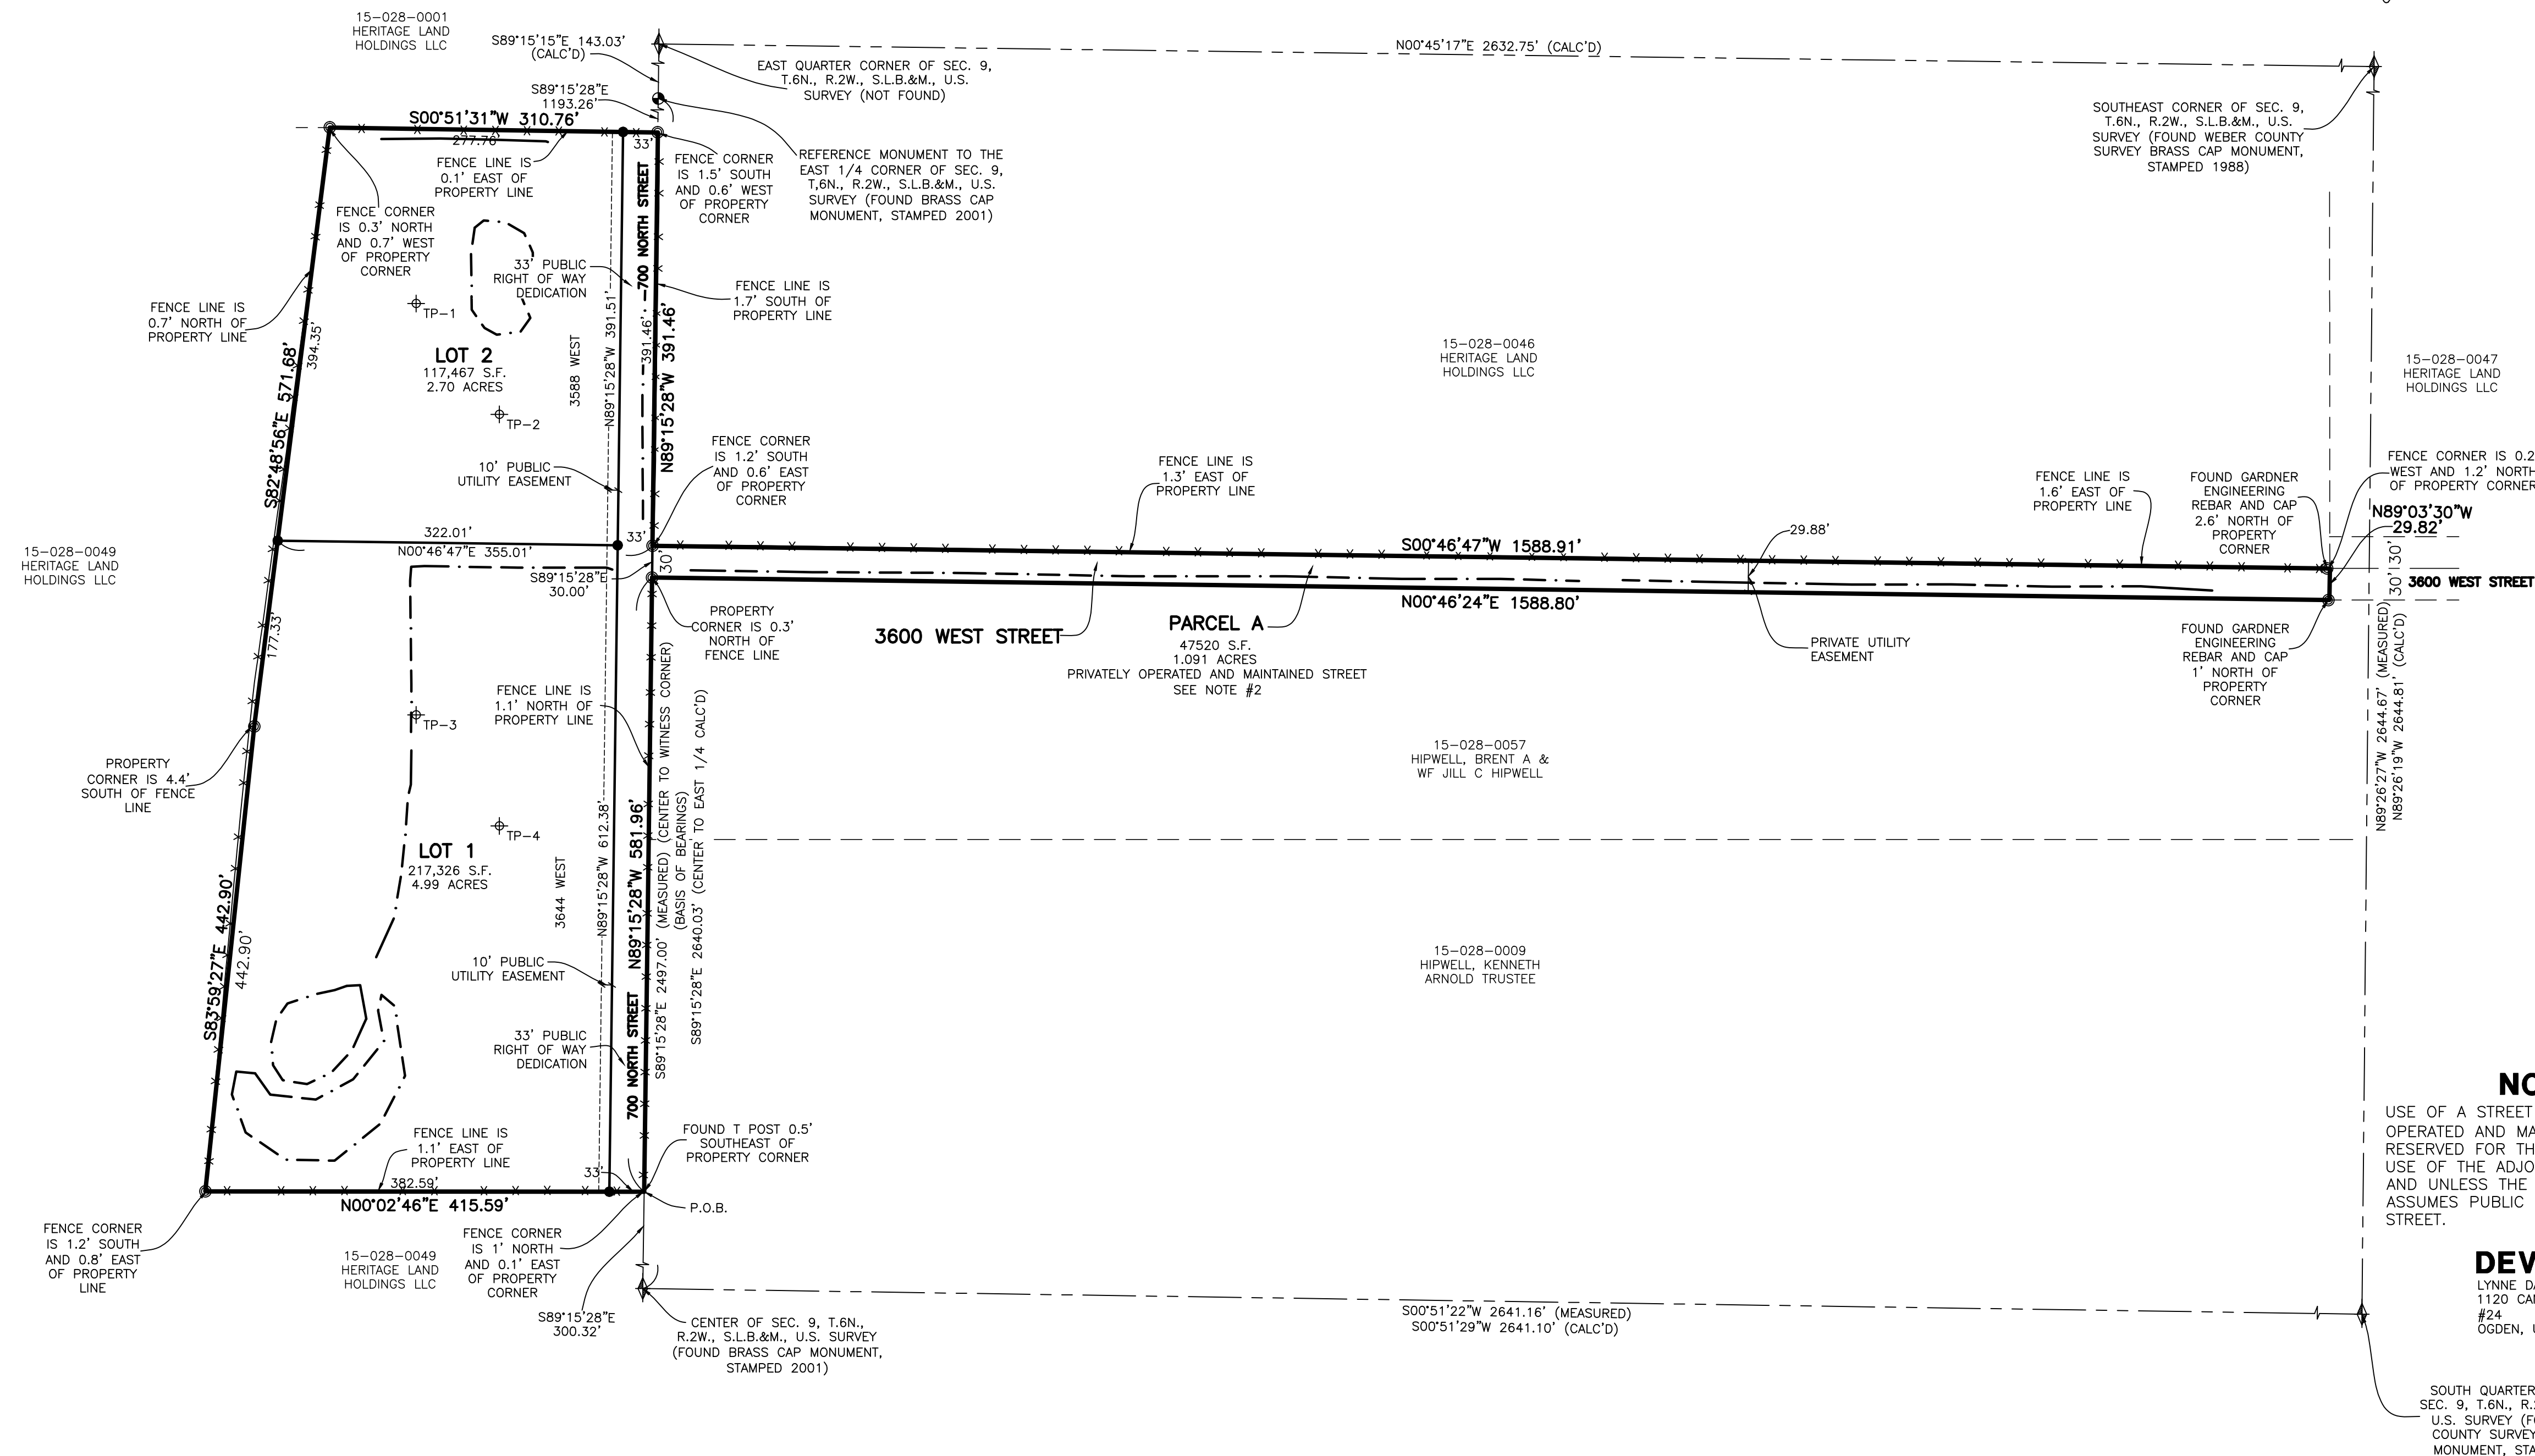 15-028-0001
HERITAGE LAND
HOLDINGS LLC
S89°15'15"E 143.03'
(CALC'D)
N00°45'17"E 2632.75' (CALC'D)
EAST QUARTER CORNER OF SEC. 9,
T.6N., R.2W., S.L.B.&M., U.S.
SURVEY (NOT FOUND)
S89°15'28"E
1193.26'
SOUTHEAST CORNER OF SEC. 9,
T.6N., R.2W., S.L.B.&M., U.S.
SURVEY (FOUND WEBER COUNTY
SURVEY BRASS CAP MONUMENT,
STAMPED 1988)
S00°51'31"W 310.76'
277.76'
33'
FENCE LINE IS
0.1' EAST OF
PROPERTY LINE
FENCE CORNER
IS 1.5' SOUTH
AND 0.6' WEST
OF PROPERTY
CORNER
REFERENCE MONUMENT TO THE
EAST 1/4 CORNER OF SEC. 9,
T,6N., R.2W., S.L.B.&M., U.S.
SURVEY (FOUND BRASS CAP
MONUMENT, STAMPED 2001)
FENCE CORNER
IS 0.3' NORTH
AND 0.7' WEST
OF PROPERTY
CORNER
700 NORTH STREET
33' PUBLIC
RIGHT OF WAY
DEDICATION
FENCE LINE IS
1.7' SOUTH OF
PROPERTY LINE
FENCE LINE IS
0.7' NORTH OF
PROPERTY LINE
TP-1
394.35'
S82°48'56"E 571.68'
LOT 2
117,467 S.F.
2.70 ACRES
3588 WEST
N89°15'28"W 391.51'
391.46'
N89°15'28"W 391.46'
15-028-0046
HERITAGE LAND
HOLDINGS LLC
15-028-0047
HERITAGE LAND
HOLDINGS LLC
TP-2
10' PUBLIC
UTILITY EASEMENT
FENCE CORNER
IS 1.2' SOUTH
AND 0.6' EAST
OF PROPERTY
CORNER
FENCE LINE IS
1.3' EAST OF
PROPERTY LINE
FENCE LINE IS
1.6' EAST OF
PROPERTY LINE
FOUND GARDNER
ENGINEERING
REBAR AND CAP
2.6' NORTH OF
PROPERTY
CORNER
FENCE CORNER IS 0.2
WEST AND 1.2' NORTH
OF PROPERTY CORNER
N89°03'30"W
29.82'
322.01'
N00°46'47"E 355.01'
33'
30'
S89°15'28"E
30.00'
S00°46'47"W 1588.91'
29.88'
30'
30'
3600 WEST STREET
15-028-0049
HERITAGE LAND
HOLDINGS LLC
N00°46'24"E 1588.80'
177.33'
PROPERTY
CORNER IS 0.3'
NORTH OF
FENCE LINE
3600 WEST STREET
PARCEL A
47520 S.F.
1.091 ACRES
PRIVATELY OPERATED AND MAINTAINED STREET
SEE NOTE #2
PRIVATE UTILITY
EASEMENT
FOUND GARDNER
ENGINEERING
REBAR AND CAP
1' NORTH OF
PROPERTY
CORNER
N89°26'27"W 2644.67' (MEASURED)
N89°26'19"W 2644.81' (CALC'D)
FENCE LINE IS
1.1' NORTH OF
PROPERTY LINE
TP-3
PROPERTY
CORNER IS 4.4'
SOUTH OF FENCE
LINE
15-028-0057
HIPWELL, BRENT A &
WF JILL C HIPWELL
TP-4
LOT 1
217,326 S.F.
4.99 ACRES
3644 WEST
N89°15'28"W 612.38'
N89°15'28"W 581.96'
S89°15'28"E 2497.00' (MEASURED) (CENTER TO WITNESS CORNER)
(BASIS OF BEARINGS)
S89°15'28"E 2640.03' (CENTER TO EAST 1/4 CALC'D)
S83°59'27"E 442.90'
442.90'
10' PUBLIC
UTILITY EASEMENT
15-028-0009
HIPWELL, KENNETH
ARNOLD TRUSTEE
33' PUBLIC
RIGHT OF WAY
DEDICATION
700 NORTH STREET
FENCE LINE IS
1.1' EAST OF
PROPERTY LINE
33'
FOUND T POST 0.5'
SOUTHEAST OF
PROPERTY CORNER
382.59'
N00°02'46"E 415.59'
P.O.B.
FENCE CORNER
IS 1.2' SOUTH
AND 0.8' EAST
OF PROPERTY
LINE
15-028-0049
HERITAGE LAND
HOLDINGS LLC
FENCE CORNER
IS 1' NORTH
AND 0.1' EAST
OF PROPERTY
CORNER
S89°15'28"E
300.32'
CENTER OF SEC. 9, T.6N.,
R.2W., S.L.B.&M., U.S. SURVEY
(FOUND BRASS CAP MONUMENT,
STAMPED 2001)
S00°51'22"W 2641.16' (MEASURED)
S00°51'29"W 2641.10' (CALC'D)
USE OF A STREET
OPERATED AND
RESERVED FOR
USE OF THE
AND UNLESS THE
ASSUMES PUBLIC
STREET.
LYNNE
1120
#24
OGDEN,
SOUTH QUARTER
SEC. 9, T.6N.,
U.S. SURVEY
COUNTY
MONUMENT,